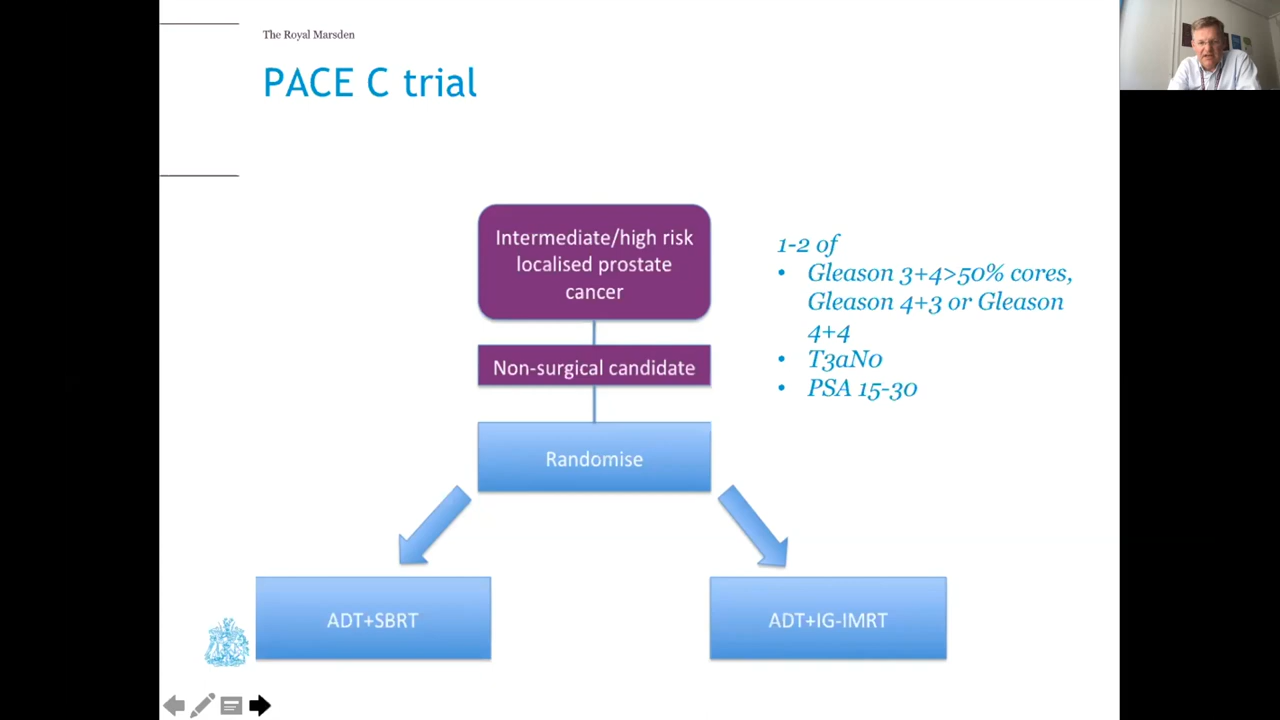 The Royal Marsden
PACE C trial
Intermediate/high risk
localised prostate
cancer
Non-surgical candidate
Randomise
ADT+SBRT
ADT+IG-IMRT
1-2 of
• Gleason 3+4>50% cores,
Gleason 4+3 or Gleason
4+4
• T3aN0
• PSA 15-30